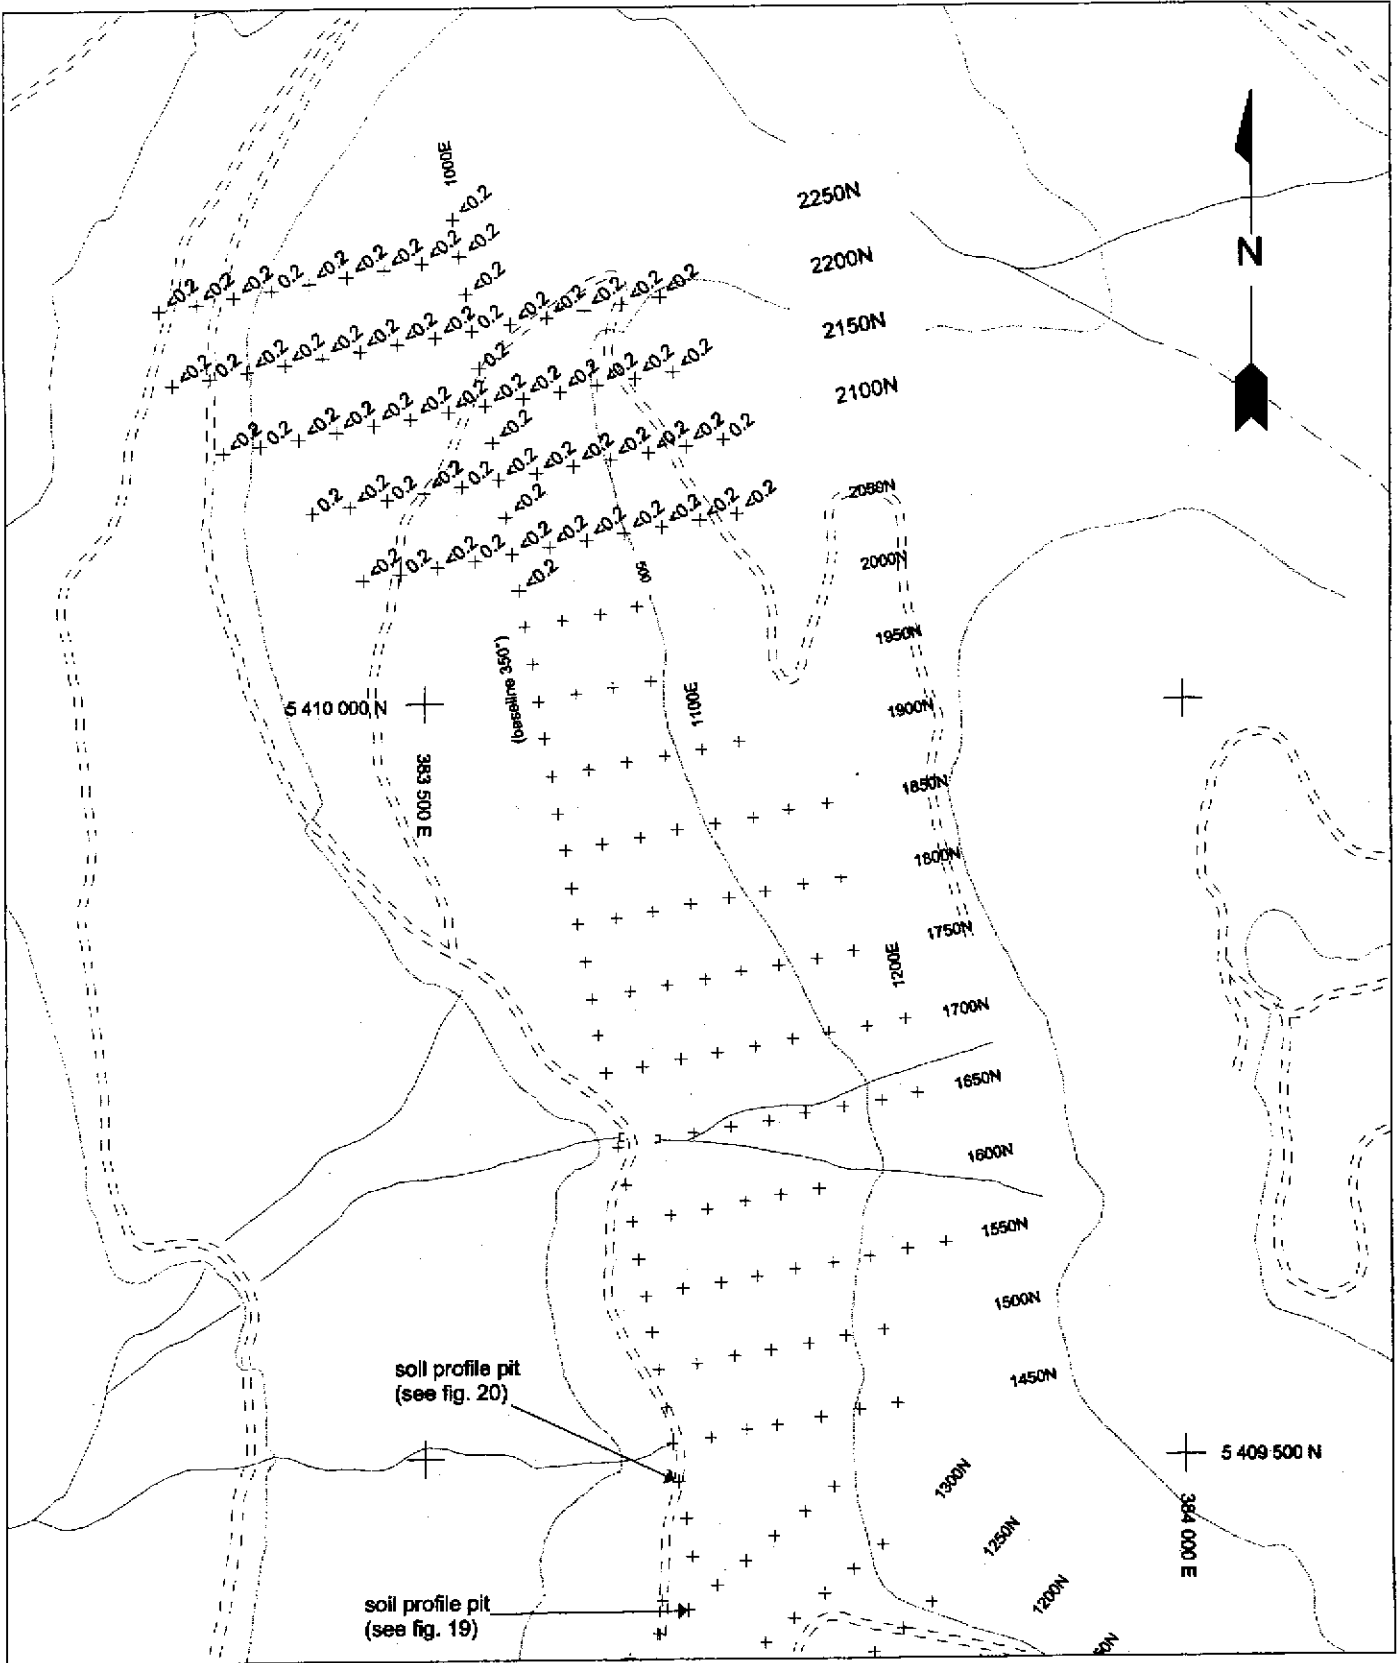 1000E
<0.2
<0.2
2250N
N
<0.2 <0.2 <0.2 0.2 <0.2 <0.2 <0.2 <0.2
2200N
<0.2
<0.2 0.2 <0.2 <0.2 <0.2 <0.2 <0.2 <0.2 0.2 <0.2 <0.2 <0.2 <0.2 <0.2
2150N
<0.2
<0.2 0.2 <0.2 <0.2 <0.2 <0.2 <0.2 <0.2 <0.2 <0.2 <0.2 <0.2 <0.2
2100N
<0.2
0.2 <0.2 0.2 <0.2 0.2 <0.2 <0.2 <0.2 <0.2 <0.2 <0.2 0.2
2050N
<0.2
<0.2 0.2 <0.2 0.2 <0.2 <0.2 <0.2 <0.2 <0.2 <0.2 <0.2
2000N
<0.2
500
1950N
(baseline 350°)
1100E
5 410 000 N
1900N
383 500 E
1850N
1800N
1750N
1200E
1700N
1650N
1600N
1550N
1500N
soil profile pit
(see fig. 20)
1450N
5 409 500 N
1300N
384 000 E
1250N
1200N
soil profile pit
(see fig. 19)
50N